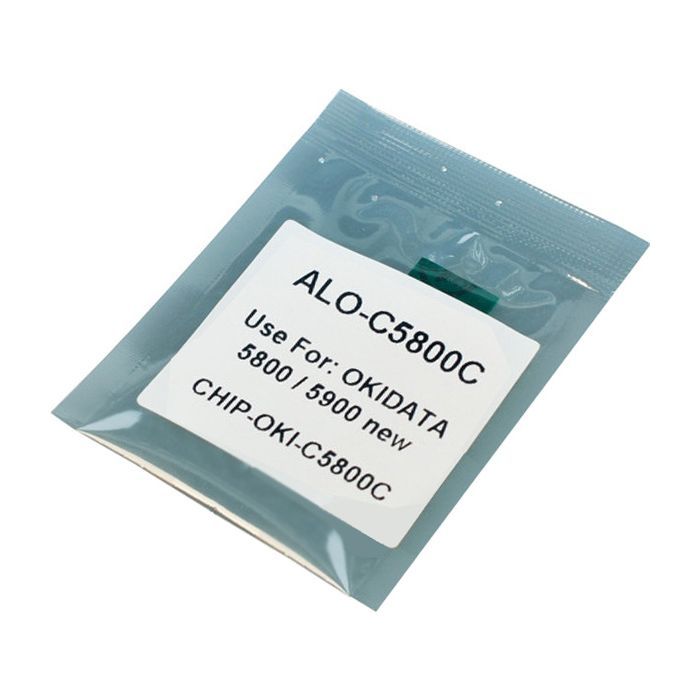 ALO-C5800C
Use For: OKIDATA
5800 / 5900 new
CHIP-OKI-C5800C